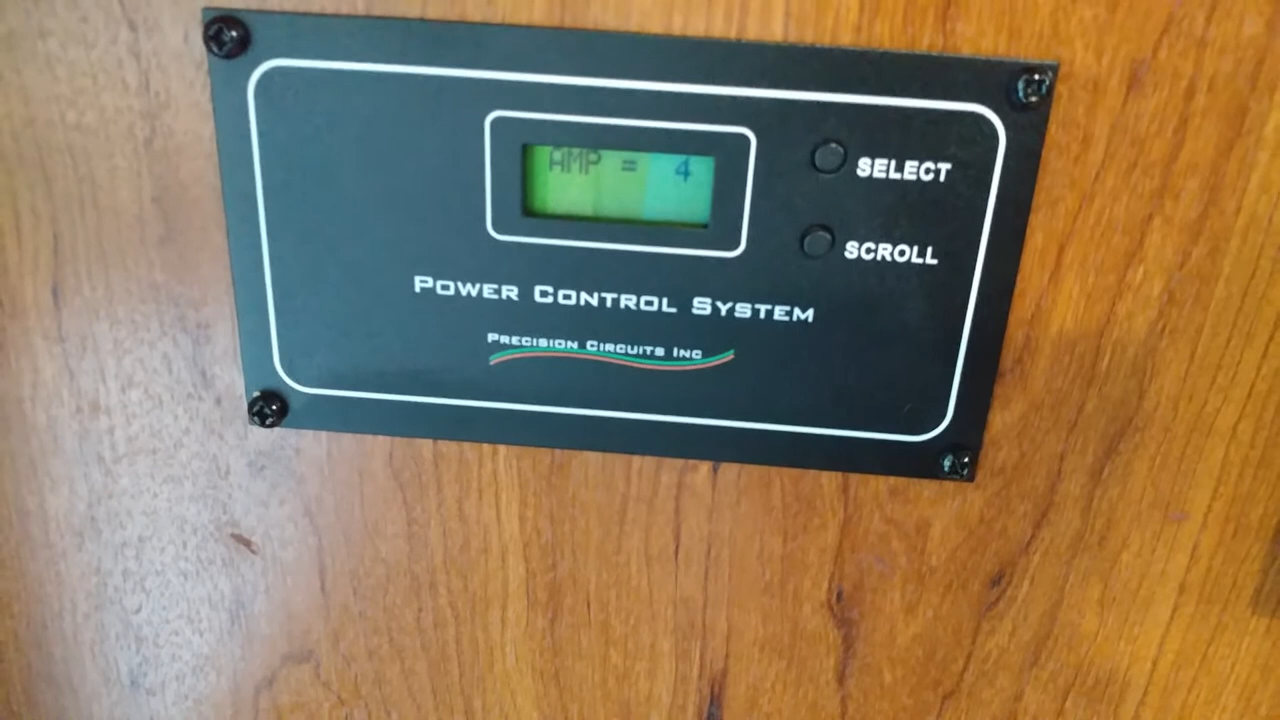 AMP = 4
SELECT
SCROLL
POWER CONTROL SYSTEM
PRECISION CIRCUITS INC